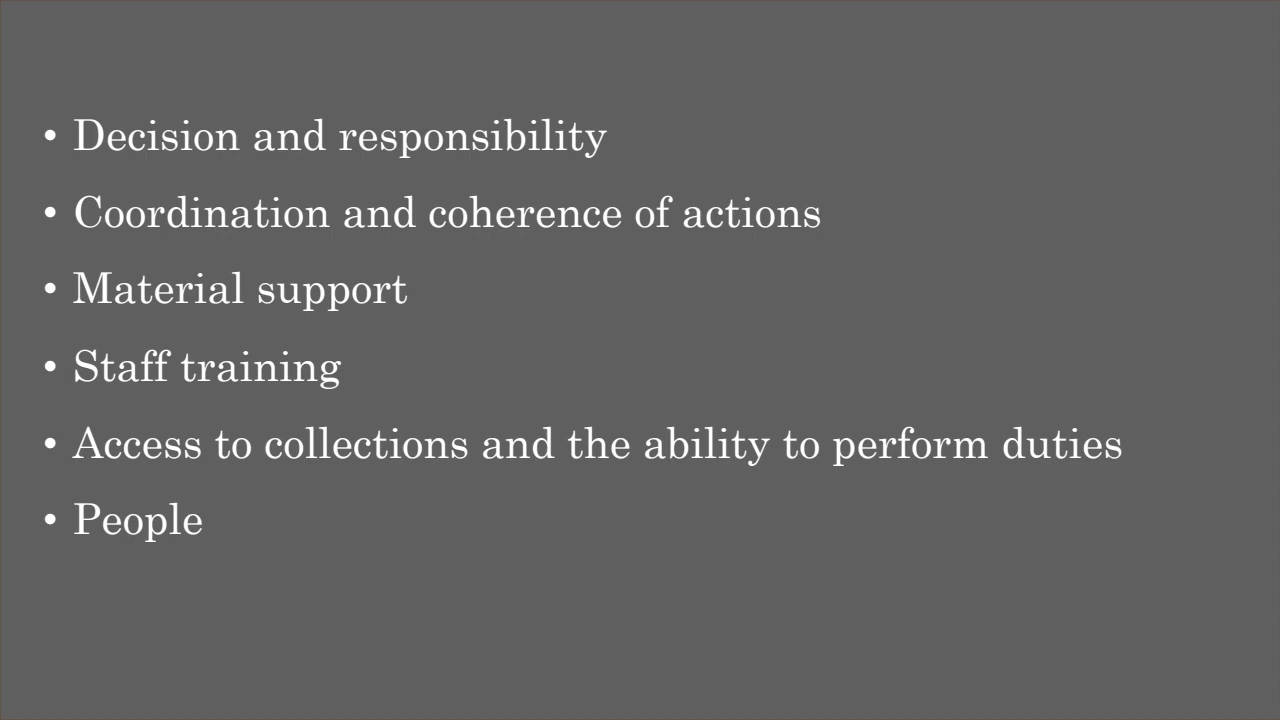 • Decision and responsibility
• Coordination and coherence of actions
• Material support
• Staff training
• Access to collections and the ability to perform duties
• People